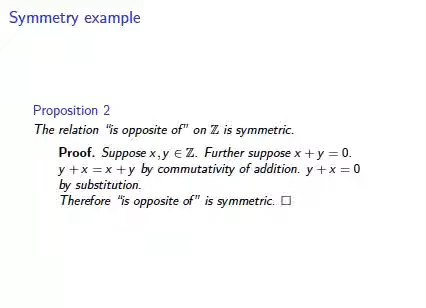 Symmetry example
Proposition 2
The relation “is opposite of” on ℤ is symmetric.
Proof. Suppose x, y ∈ ℤ. Further suppose x + y = 0.
y + x = x + y by commutativity of addition. y + x = 0
by substitution.
Therefore “is opposite of” is symmetric. □